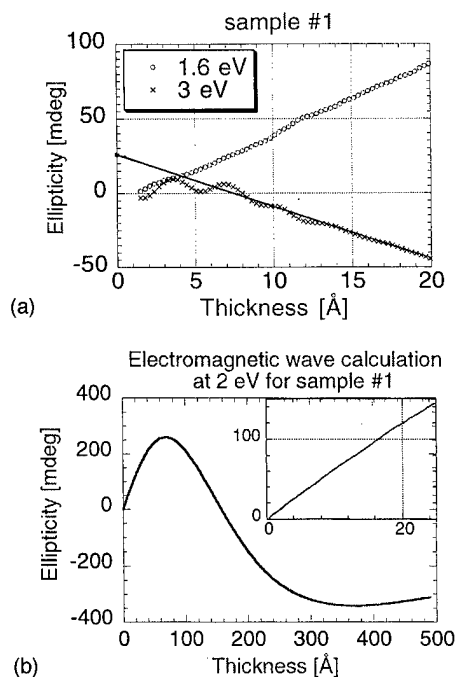 sample #1
Ellipticity [mdeg]
100
50
0
-50
1.6 eV
3 eV
0
5
10
15
20
(a)
Thickness [Å]
Electromagnetic wave calculation
at 2 eV for sample #1
Ellipticity [mdeg]
400
200
0
-200
-400
100
0
0
20
0
100
200
300
400
500
(b)
Thickness [Å]